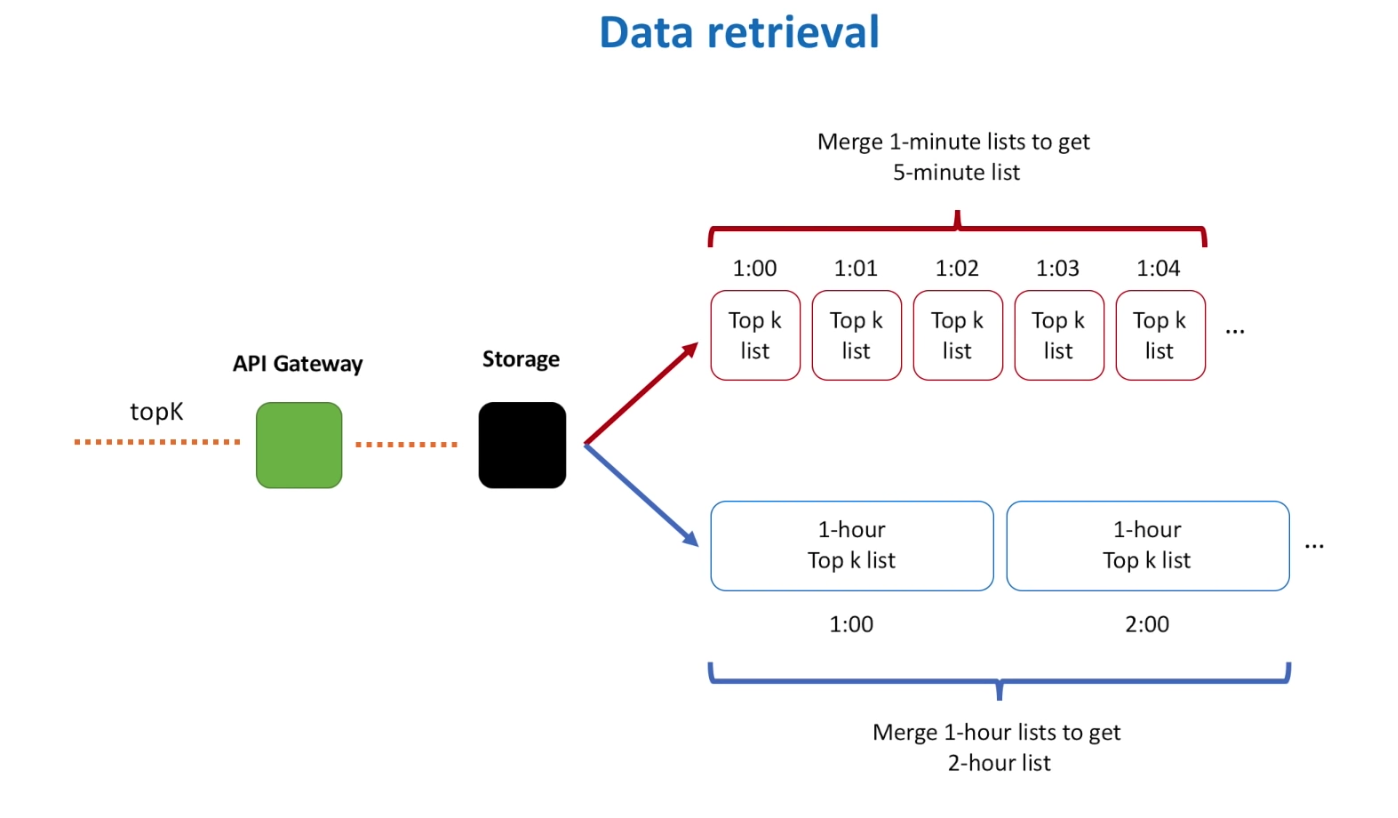 Data retrieval
Merge 1-minute lists to get
5-minute list
1:00 1:01 1:02 1:03 1:04
Top k Top k Top k Top k Top k
list list list list list
...
API Gateway
Storage
topK
1-hour 1-hour
Top k list Top k list
...
1:00 2:00
Merge 1-hour lists to get
2-hour list